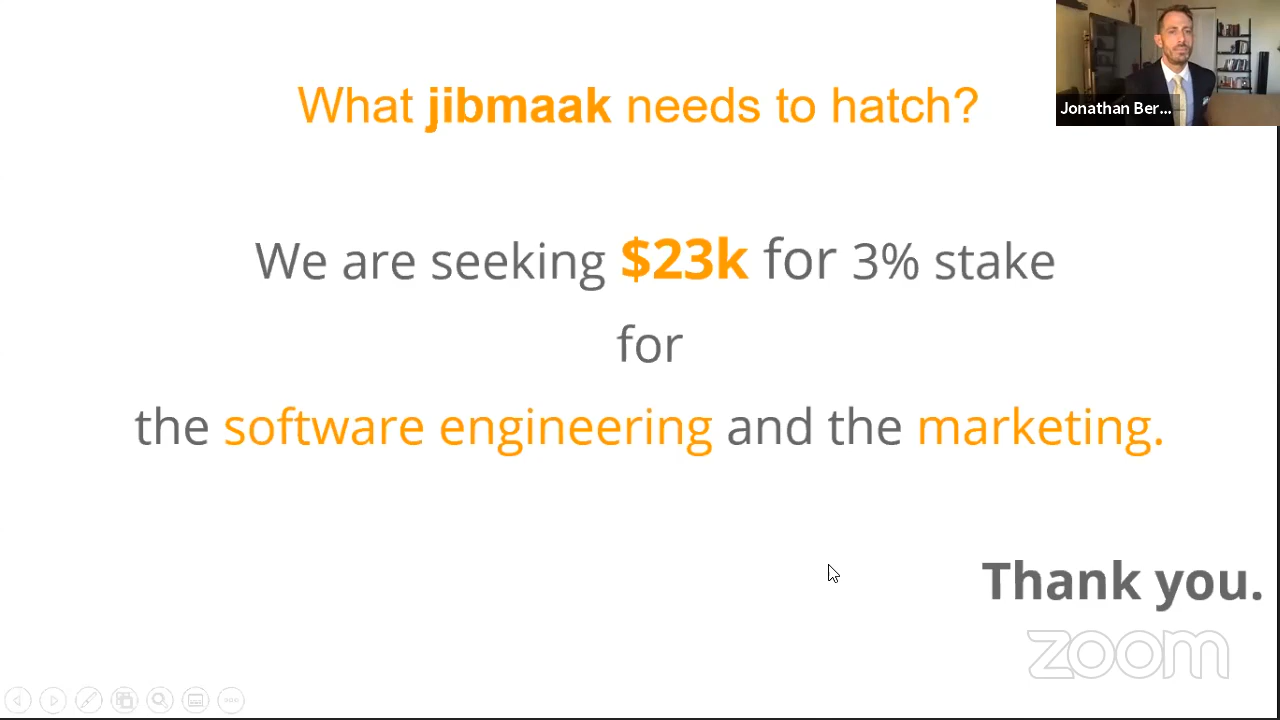 What jibmaak needs to hatch?
Jonathan Ber...
We are seeking $23k for 3% stake
for
the software engineering and the marketing.
Thank you.
zoom